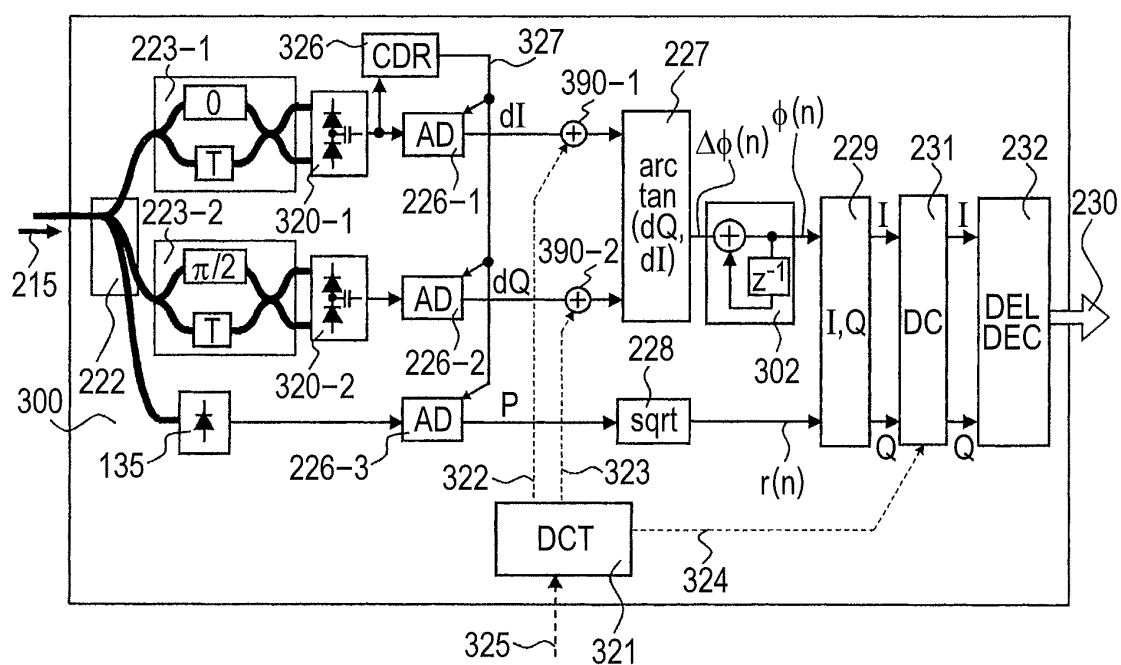 223-1
326
CDR
327
390-1
227
0
T
AD
dI
320-1
226-1
arc
tan
(dQ,
dI)
Δϕ(n)
ϕ(n)
229
231
232
230
215
222
223-2
π/2
T
AD
dQ
390-2
320-2
226-2
z⁻¹
302
I,Q
I
DC
I
DEL
DEC
Q
Q
300
135
AD
226-3
P
228
sqrt
r(n)
322
323
DCT
324
325
321